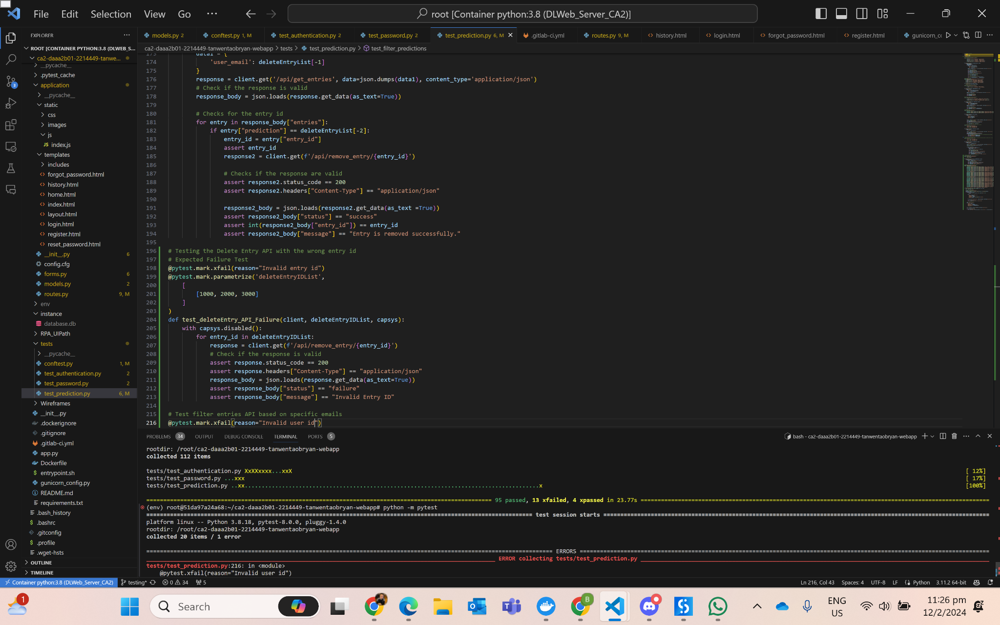 File Edit Selection View Go ··· root [Container python:3.8 (DLWeb_Server_CA2)]
EXPLORER ···
models.py 2 conftest.py 1, M test_authentication.py 2 test_password.py 2 test_prediction.py 6, M .gitlab-ci.yml routes.py 9, M history.html login.html forgot_password.html register.html gunicorn_cc
ca2-daaa2b01-2214449-tanwentaobryan-webapp > tests > test_prediction.py > test_filter_predictions
ROOT [CONTAINER PYTHON:3.8 (DLWEB_S...
ca2-daaa2b01-2214449-tanwe...
__pycache__
.pytest_cache
application
__pycache__
static
css
images
js
JS index.js
templates
includes
forgot_password.html
history.html
home.html
index.html
layout.html
login.html
register.html
reset_password.html
__init__.py 6
config.cfg
forms.py 6
models.py 2
routes.py 9, M
env
instance
database.db
RPA_UIPath
tests
__pycache__
conftest.py 1, M
test_authentication.py 2
test_password.py 2
test_prediction.py 6, M
Wireframes
__init__.py
.dockerignore
.gitignore
.gitlab-ci.yml
app.py
Dockerfile
$ entrypoint.sh
gunicorn_config.py
README.md
requirements.txt
.bash_history
$ .bashrc
.gitconfig
$ .profile
.wget-hsts
OUTLINE
TIMELINE
173 data1 = {
174 'user_email': deleteEntryList[-1]
175 }
176 response = client.get('/api/get_entries', data=json.dumps(data1), content_type='application/json')
177 # Check if the response is valid
178 response_body = json.loads(response.get_data(as_text=True))
179
180 # Checks for the entry id
181 for entry in response_body["entries"]:
182 if entry["prediction"] == deleteEntryList[-2]:
183 entry_id = entry["entry_id"]
184 assert entry_id
185 response2 = client.get(f'/api/remove_entry/{entry_id}')
186
187 # Checks if the response are valid
188 assert response2.status_code == 200
189 assert response2.headers["Content-Type"] == "application/json"
190
191 response2_body = json.loads(response2.get_data(as_text =True))
192 assert response2_body["status"] == "success"
193 assert int(response2_body["entry_id"]) == entry_id
194 assert response2_body["message"] == "Entry is removed successfully."
195
196 # Testing the Delete Entry API with the wrong entry id
197 # Expected Failure Test
198 @pytest.mark.xfail(reason="Invalid entry id")
199 @pytest.mark.parametrize('deleteEntryIDList',
200 [
201 [1000, 2000, 3000]
202 ]
203 )
204 def test_deleteEntry_API_Failure(client, deleteEntryIDList, capsys):
205 with capsys.disabled():
206 for entry_id in deleteEntryIDList:
207 response = client.get(f'/api/remove_entry/{entry_id}')
208 # Check if the response is valid
209 assert response.status_code == 200
210 assert response.headers["Content-Type"] == "application/json"
211 response_body = json.loads(response.get_data(as_text=True))
212 assert response_body["status"] == "failure"
213 assert response_body["message"] == "Invalid Entry ID"
214
215 # Test filter entries API based on specific emails
216 @pytest.mark.xfail(reason="Invalid user id")
PROBLEMS 34 OUTPUT DEBUG CONSOLE TERMINAL PORTS 5 bash - ca2-daaa2b01-2214449-tanwentaobryan-webapp
rootdir: /root/ca2-daaa2b01-2214449-tanwentaobryan-webapp
collected 112 items
tests/test_authentication.py XxXXxxxx...xxX [ 12%]
tests/test_password.py ...xxx [ 17%]
tests/test_prediction.py ..xx.......................................................................................x [100%]
95 passed, 13 xfailed, 4 xpassed in 23.77s
(env) root@51da97a24a68:~/ca2-daaa2b01-2214449-tanwentaobryan-webapp# python -m pytest
test session starts
platform linux -- Python 3.8.18, pytest-8.0.0, pluggy-1.4.0
rootdir: /root/ca2-daaa2b01-2214449-tanwentaobryan-webapp
collected 20 items / 1 error
ERRORS
ERROR collecting tests/test_prediction.py
tests/test_prediction.py:216: in <module>
@pytest.xfail(reason="Invalid user id")
Container python:3.8 (DLWeb_Server_CA2) testing* 0 34 5 Ln 216, Col 43 Spaces: 4 UTF-8 LF Python 3.11.2 64-bit
1 Search ENG US 11:26 pm 12/2/2024